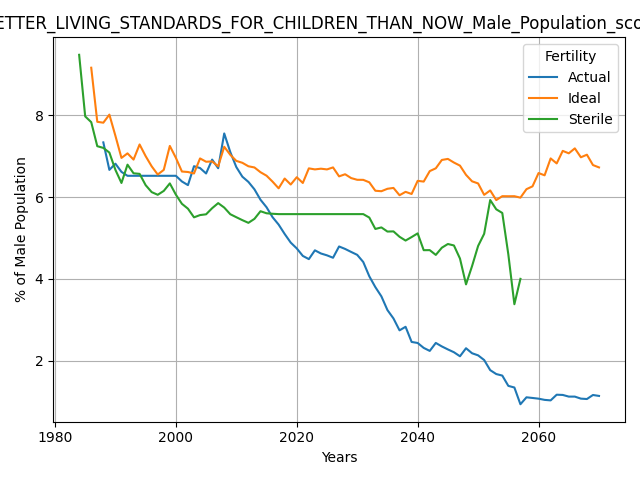 ETTER_LIVING_STANDARDS_FOR_CHILDREN_THAN_NOW_Male_Population_sco
Fertility
Actual
Ideal
Sterile
% of Male Population
8
6
4
2
1980
2000
2020
2040
2060
Years